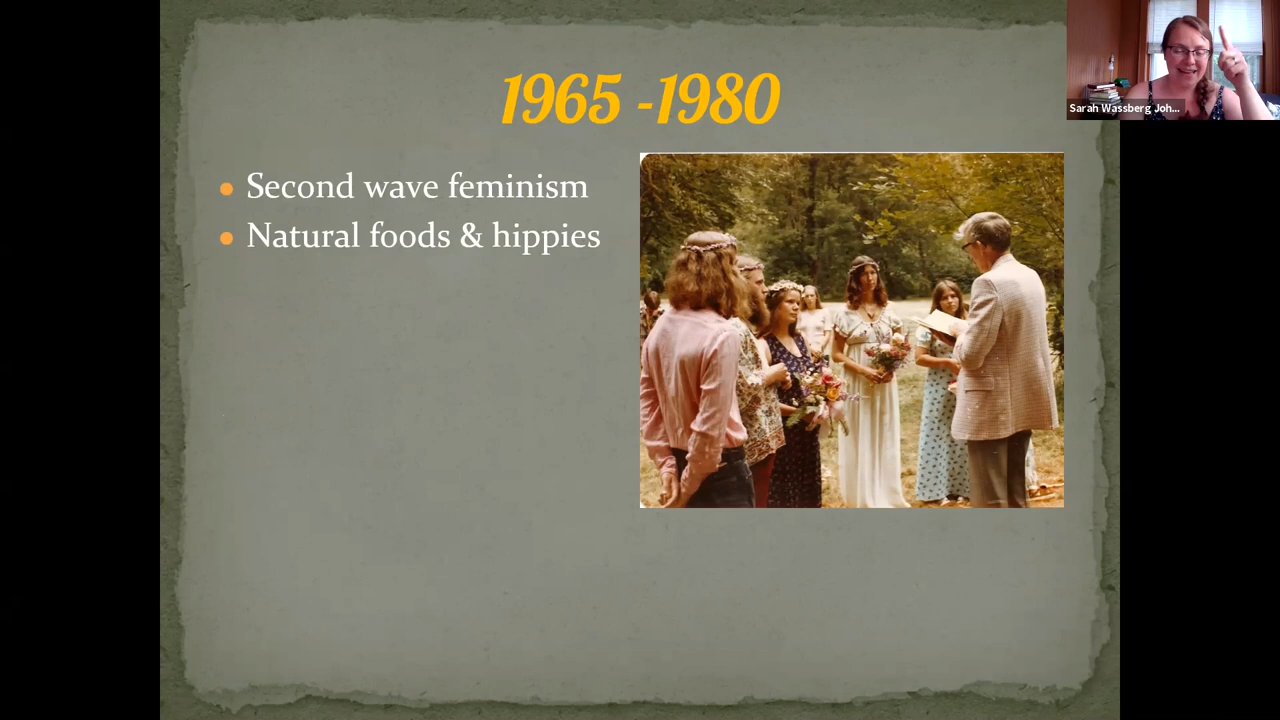 1965 -1980
Sarah Wassberg Joh...
Second wave feminism
Natural foods & hippies